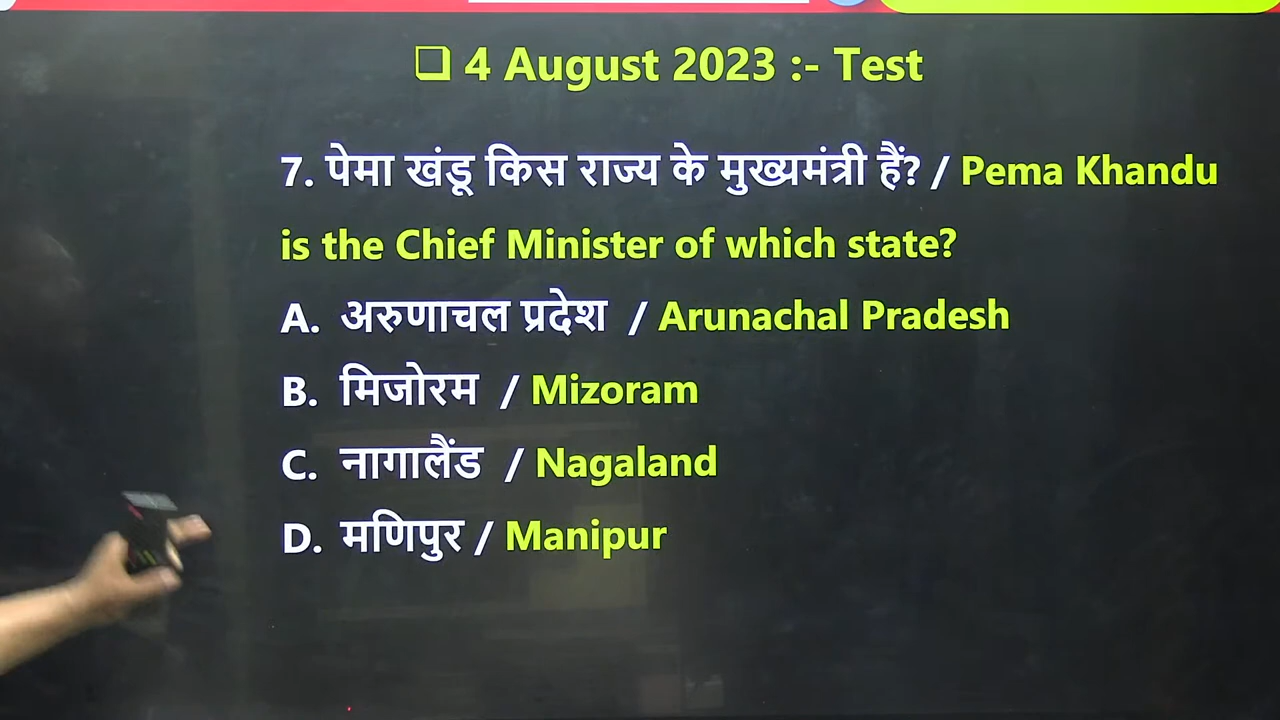 ❑ 4 August 2023 :- Test
7. पेमा खंडू किस राज्य के मुख्यमंत्री हैं? / Pema Khandu
is the Chief Minister of which state?
A. अरुणाचल प्रदेश / Arunachal Pradesh
B. मिजोरम / Mizoram
C. नागालैंड / Nagaland
D. मणिपुर / Manipur